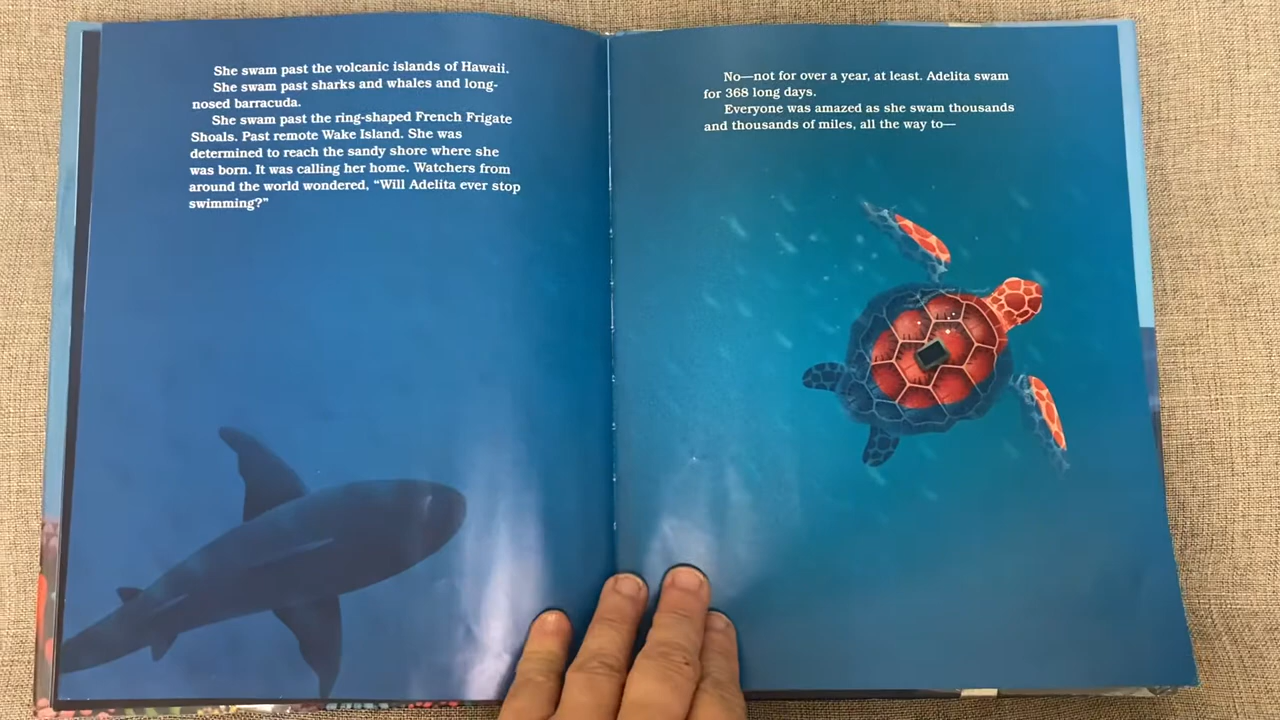 She swam past the volcanic islands of Hawaii.
She swam past sharks and whales and long-
nosed barracuda.
She swam past the ring-shaped French Frigate
Shoals. Past remote Wake Island. She was
determined to reach the sandy shore where she
was born. It was calling her home. Watchers from
around the world wondered, “Will Adelita ever stop
swimming?”
No—not for over a year, at least. Adelita swam
for 368 long days.
Everyone was amazed as she swam thousands
and thousands of miles, all the way to—